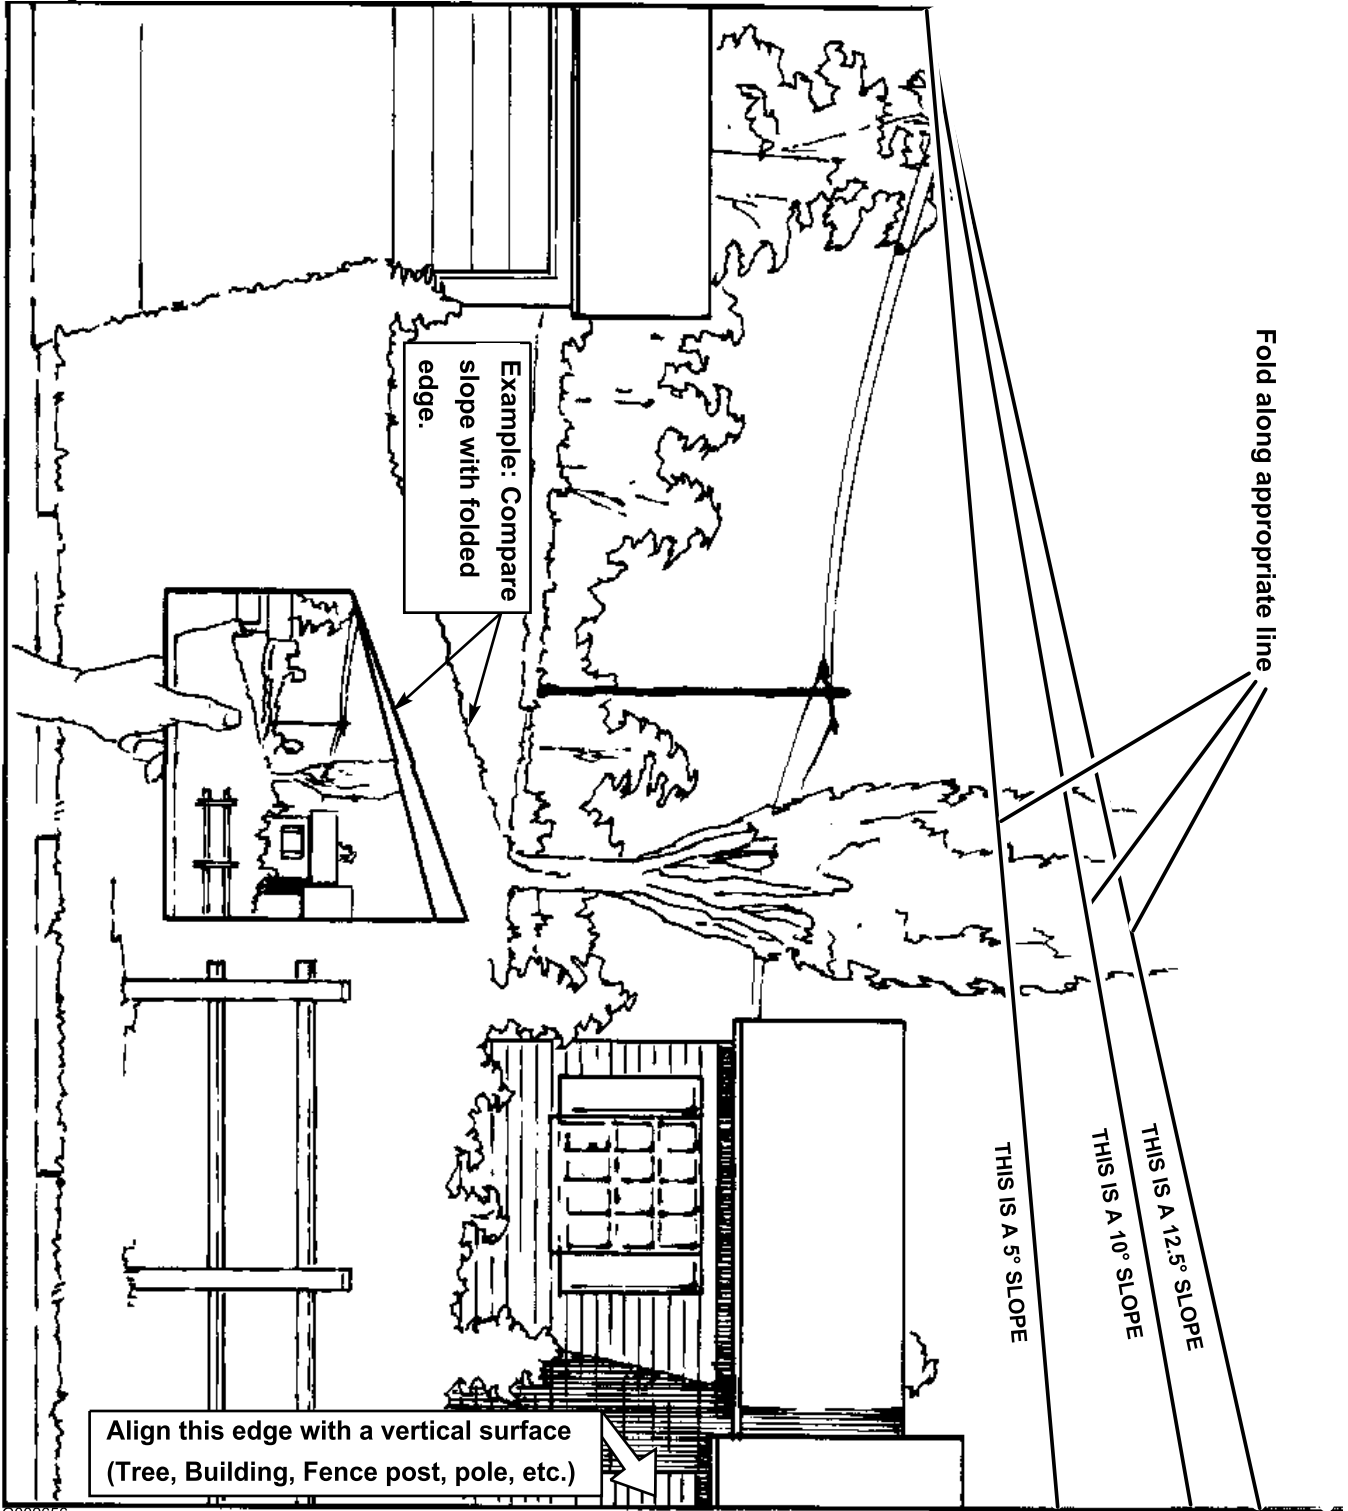 Fold along appropriate line
THIS IS A 12.5° SLOPE
THIS IS A 10° SLOPE
THIS IS A 5° SLOPE
Example: Compare
slope with folded
edge.
Align this edge with a vertical surface
(Tree, Building, Fence post, pole, etc.)